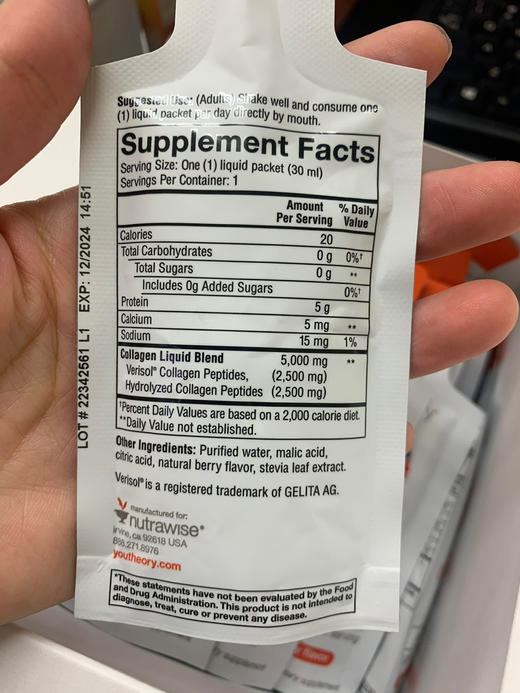 Suggested Use: (Adults) Shake well and consume one
(1) liquid packet per day directly by mouth.
Supplement Facts
Serving Size: One (1) liquid packet (30 ml)
Servings Per Container: 1
Amount Per Serving % Daily Value
Calories 20
Total Carbohydrates 0 g 0%†
Total Sugars 0 g **
Includes 0g Added Sugars 0%†
Protein 5 g
Calcium 5 mg **
Sodium 15 mg 1%
Collagen Liquid Blend 5,000 mg **
Verisol® Collagen Peptides, (2,500 mg)
Hydrolyzed Collagen Peptides (2,500 mg)
†Percent Daily Values are based on a 2,000 calorie diet.
**Daily Value not established.
Other Ingredients: Purified water, malic acid,
citric acid, natural berry flavor, stevia leaf extract.
Verisol® is a registered trademark of GELITA AG.
manufactured for:
nutrawise®
irvine, ca 92618 USA
888.271.8976
youtheory.com
*These statements have not been evaluated by the Food
and Drug Administration. This product is not intended to
diagnose, treat, cure or prevent any disease.
LOT # 22342561 L1 EXP: 12/2024 14:51
flavor